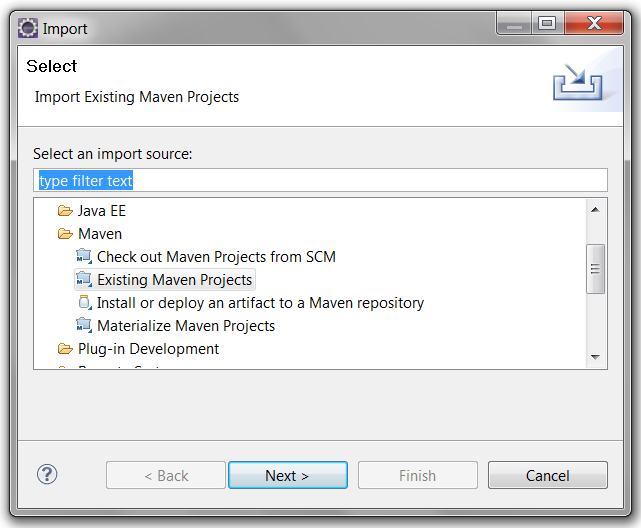 Import
Select
Import Existing Maven Projects
Select an import source:
type filter text
Java EE
Maven
Check out Maven Projects from SCM
Existing Maven Projects
Install or deploy an artifact to a Maven repository
Materialize Maven Projects
Plug-in Development
< Back
Next >
Finish
Cancel